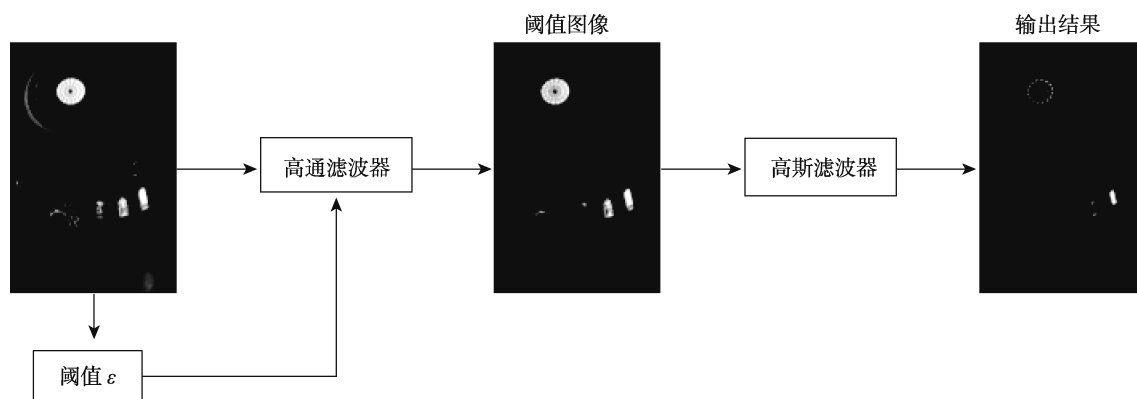 阈值图像
输出结果
高通滤波器
高斯滤波器
阈值 ε